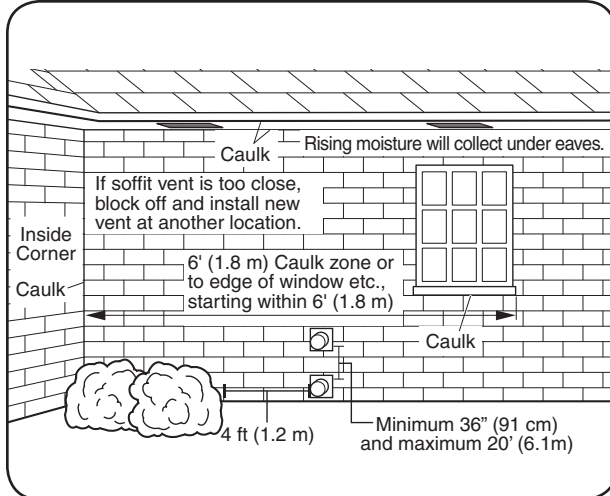 Caulk
Rising moisture will collect under eaves.
If soffit vent is too close,
block off and install new
vent at another location.
Inside
Corner
Caulk
6' (1.8 m) Caulk zone or
to edge of window etc.,
starting within 6' (1.8 m)
Caulk
4 ft (1.2 m)
Minimum 36” (91 cm)
and maximum 20' (6.1m)